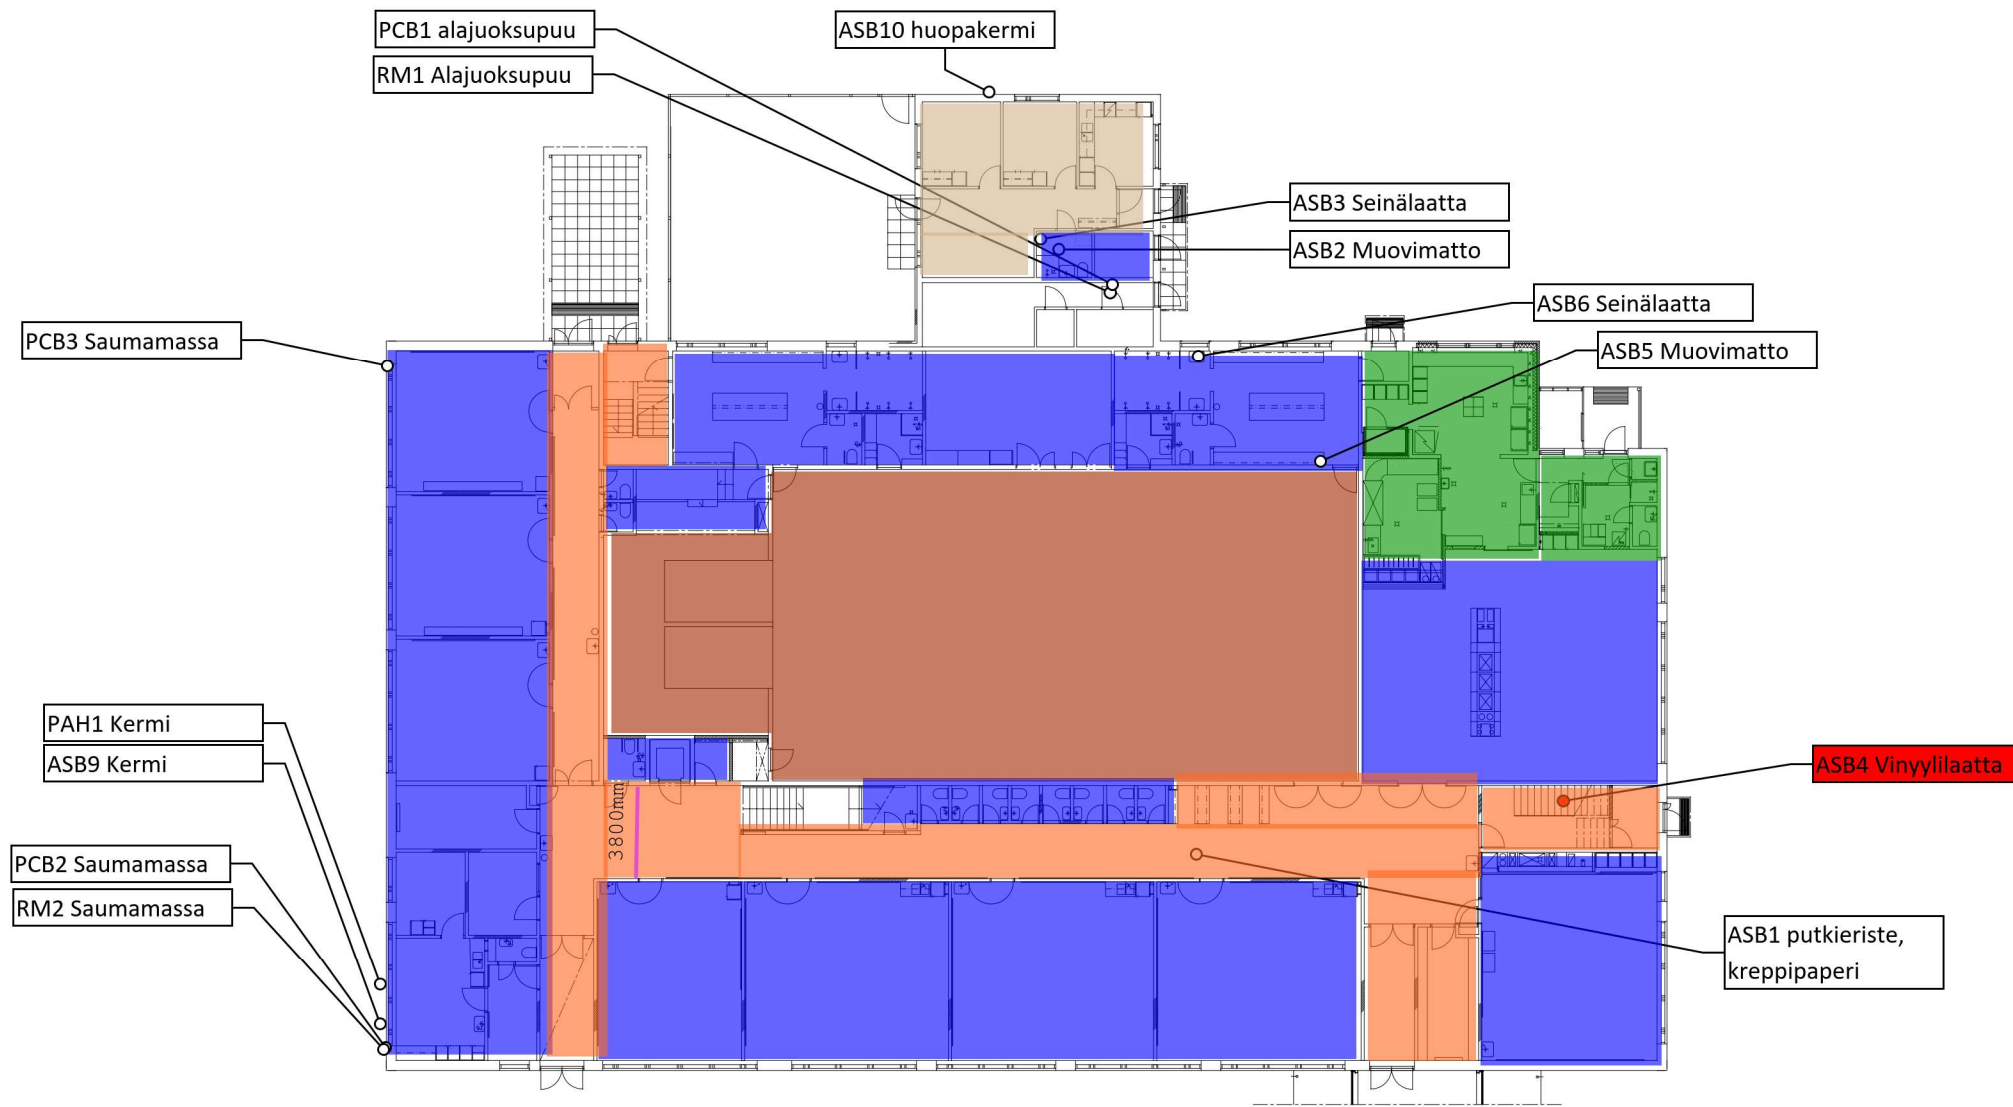 PCB1 alajuoksupuu
ASB10 huopakermi
RM1 Alajuoksupuu
ASB3 Seinälaatta
ASB2 Muovimatto
ASB6 Seinälaatta
PCB3 Saumamassa
ASB5 Muovimatto
PAH1 Kermi
ASB9 Kermi
ASB4 Vinyylilaatta
3800mm
PCB2 Saumamassa
RM2 Saumamassa
ASB1 putkieriste,
kreppipaperi